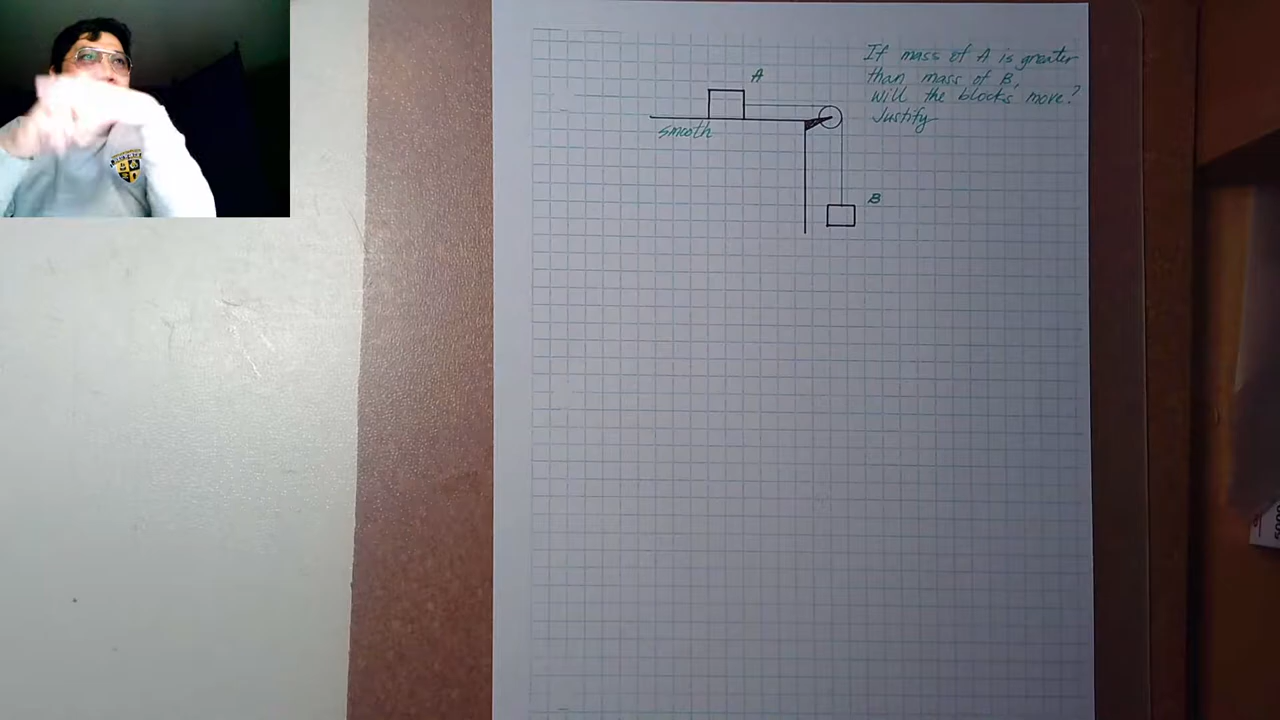 If mass of A is greater
than mass of B,
will the blocks move?
Justify
A
smooth
B